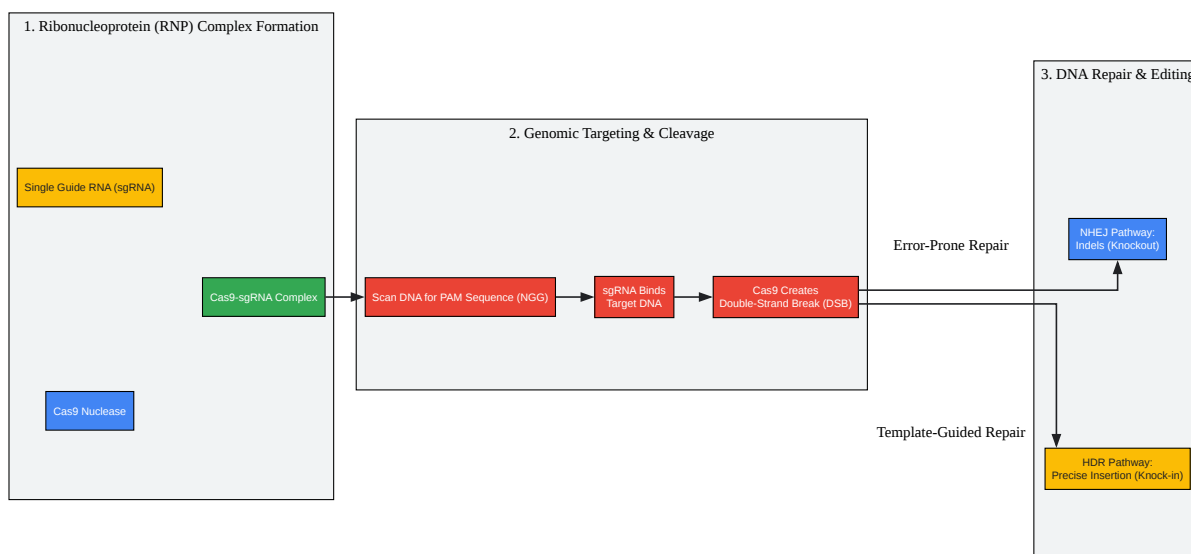 1. Ribonucleoprotein (RNP) Complex Formation
Single Guide RNA (sgRNA)
Cas9-sgRNA Complex
Cas9 Nuclease
2. Genomic Targeting & Cleavage
Scan DNA for PAM Sequence (NGG)
sgRNA Binds
Target DNA
Cas9 Creates
Double-Strand Break (DSB)
Error-Prone Repair
Template-Guided Repair
3. DNA Repair & Editing
NHEJ Pathway:
Indels (Knockout)
HDR Pathway:
Precise Insertion (Knock-in)